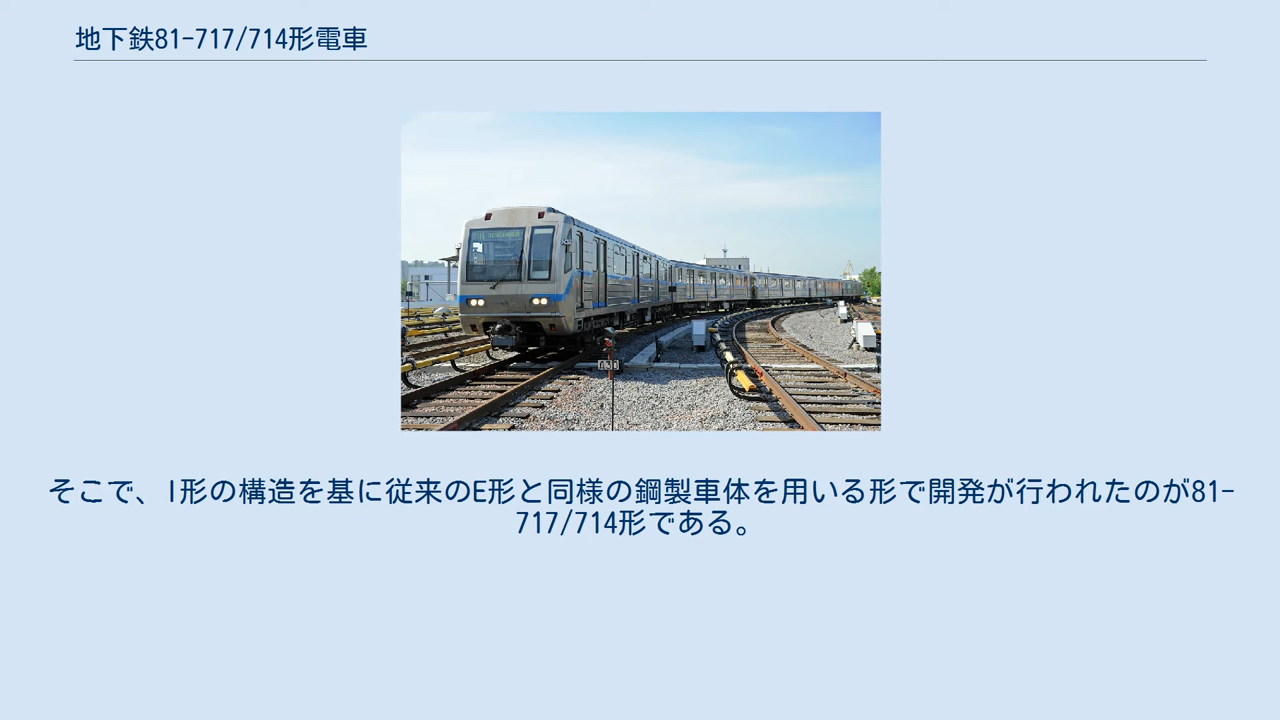 地下鉄81-717/714形電車
そこで、I形の構造を基に従来のE形と同様の鋼製車体を用いる形で開発が行われたのが81-
717/714形である。